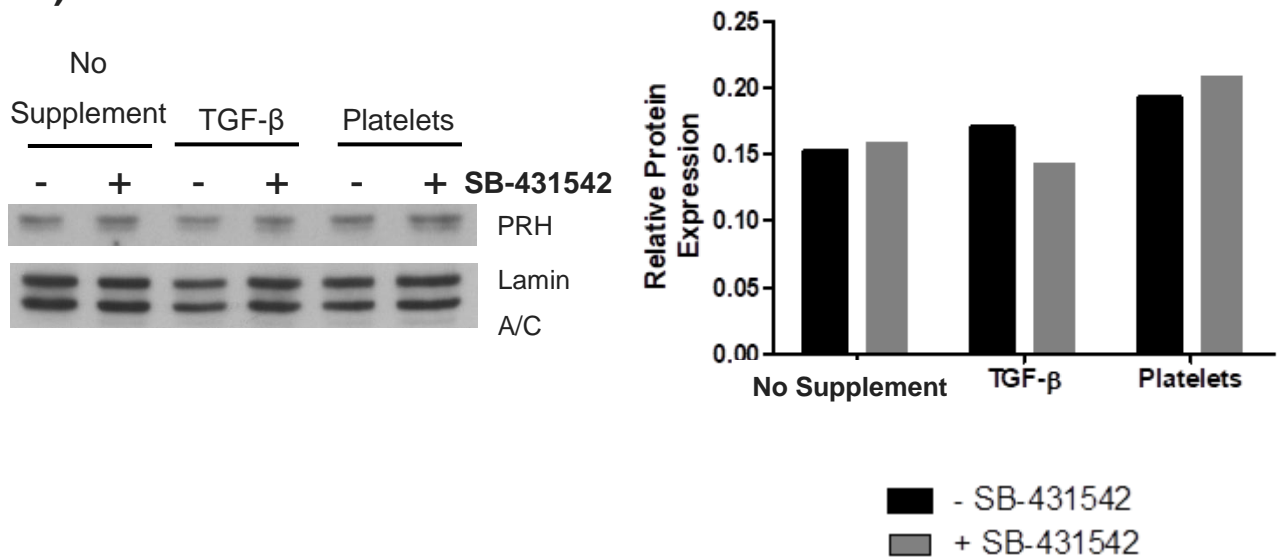 No
Supplement
TGF-β
Platelets
- + - + - + SB-431542
PRH
Lamin
A/C
0.25
0.20
0.15
0.10
0.05
0.00
Relative Protein
Expression
No Supplement
TGF-β
Platelets
- SB-431542
+ SB-431542